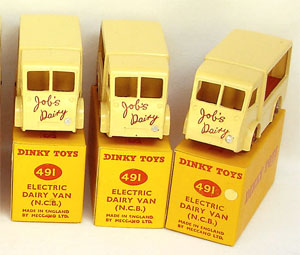 Job's
Dairy
Job's
Dairy
Job's
Dairy
DINKY TOYS
491
ELECTRIC
DAIRY VAN
(N.C.B.)
MADE IN ENGLAND
BY MECCANO LTD.
DINKY TOYS
491
ELECTRIC
DAIRY VAN
(N.C.B.)
MADE IN ENGLAND
BY MECCANO LTD.
DINKY TOYS
491
ELECTRIC
DAIRY VAN
(N.C.B.)
MADE IN ENGLAND
BY MECCANO LTD.